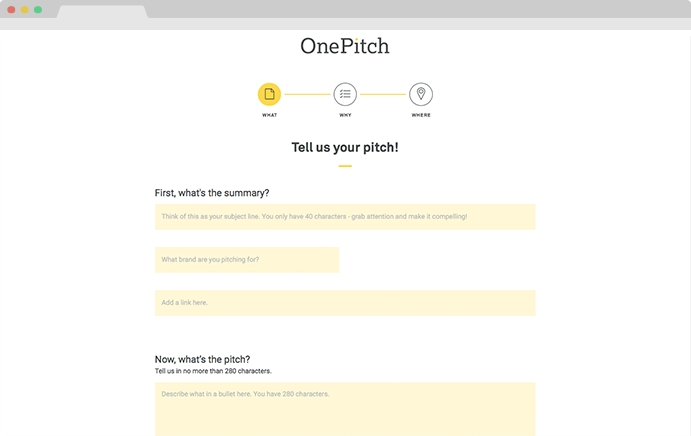 OnePitch
WHAT WHY WHERE
Tell us your pitch!
First, what's the summary?
Think of this as your subject line. You only have 40 characters - grab attention and make it compelling!
What brand are you pitching for?
Add a link here.
Now, what's the pitch?
Tell us in no more than 280 characters.
Describe what in a bullet here. You have 280 characters.